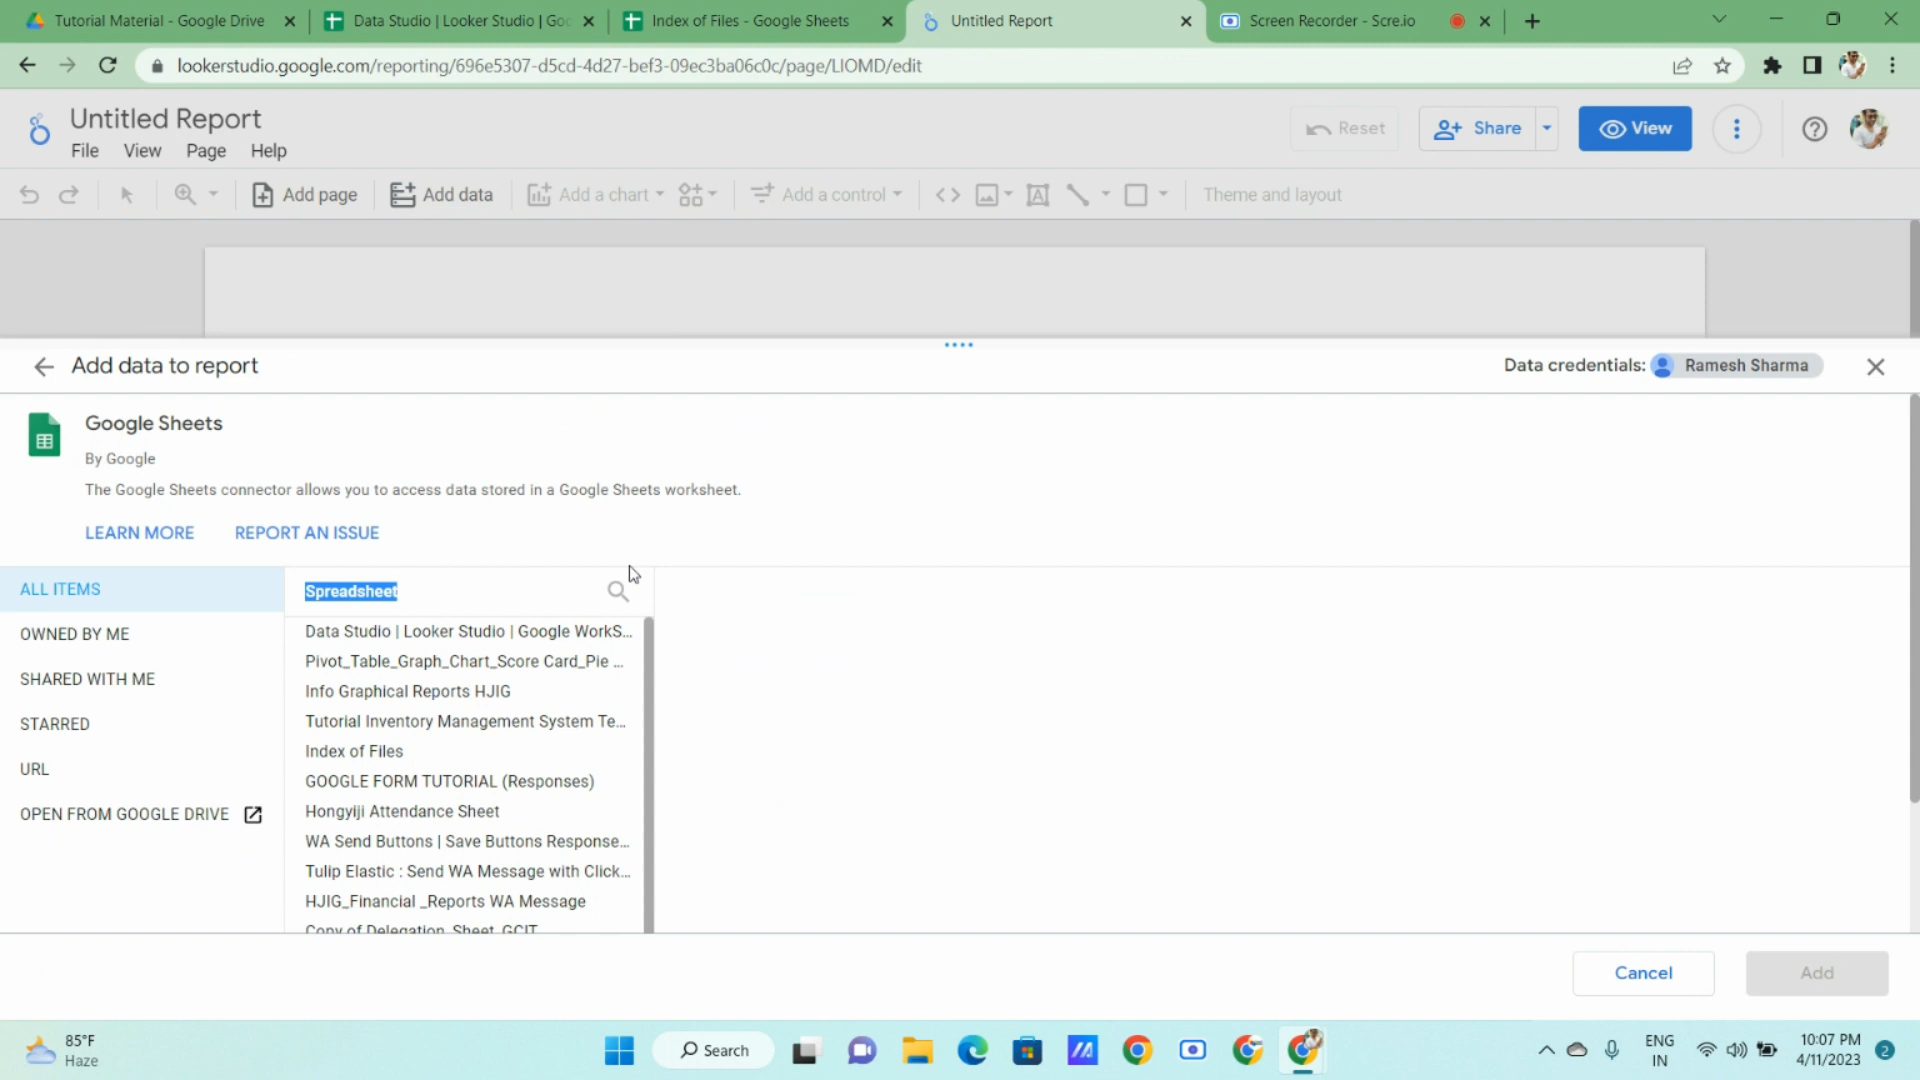 Tutorial Material - Google Drive
Data Studio | Looker Studio | Goo
Index of Files - Google Sheets
Untitled Report
Screen Recorder - Scre.io
lookerstudio.google.com/reporting/696e5307-d5cd-4d27-bef3-09ec3ba06c0c/page/LIOMD/edit
Untitled Report
File View Page Help
Reset
Share
View
Add page
Add data
Add a chart
Add a control
Theme and layout
Add data to report
Data credentials: Ramesh Sharma
Google Sheets
By Google
The Google Sheets connector allows you to access data stored in a Google Sheets worksheet.
LEARN MORE REPORT AN ISSUE
ALL ITEMS
OWNED BY ME
SHARED WITH ME
STARRED
URL
OPEN FROM GOOGLE DRIVE
Spreadsheet
Data Studio | Looker Studio | Google WorkS...
Pivot_Table_Graph_Chart_Score Card_Pie ...
Info Graphical Reports HJIG
Tutorial Inventory Management System Te...
Index of Files
GOOGLE FORM TUTORIAL (Responses)
Hongyiji Attendance Sheet
WA Send Buttons | Save Buttons Response...
Tulip Elastic : Send WA Message with Click...
HJIG_Financial _Reports WA Message
Copy of Delegation_Sheet_GCIT
Cancel
Add
85°F
Haze
Search
ENG
IN
10:07 PM
4/11/2023
2